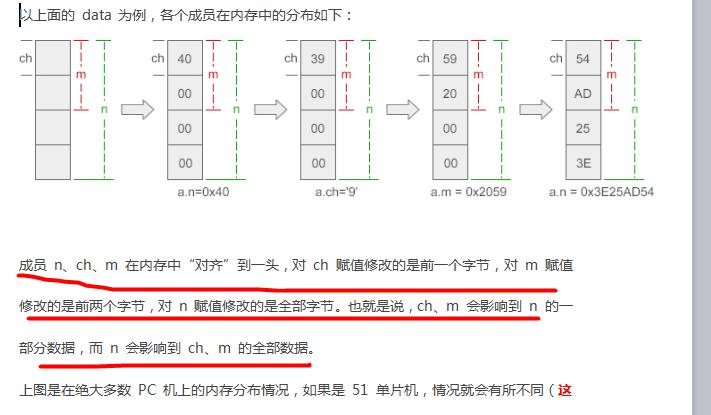 以上面的 data 为例，各个成员在内存中的分布如下：
ch m n
ch 40 00 00 00 m n
ch 39 00 00 00 m n
ch 59 20 00 00 m n
ch 54 AD 25 3E m n
a.n=0x40 a.ch='9' a.m = 0x2059 a.n = 0x3E25AD54
成员 n、ch、m 在内存中“对齐”到一头，对 ch 赋值修改的是前一个字节，对 m 赋值
修改的是前两个字节，对 n 赋值修改的是全部字节。也就是说，ch、m 会影响到 n 的一
部分数据，而 n 会影响到 ch、m 的全部数据。
上图是在绝大多数 PC 机上的内存分布情况，如果是 51 单片机，情况就会有所不同（这